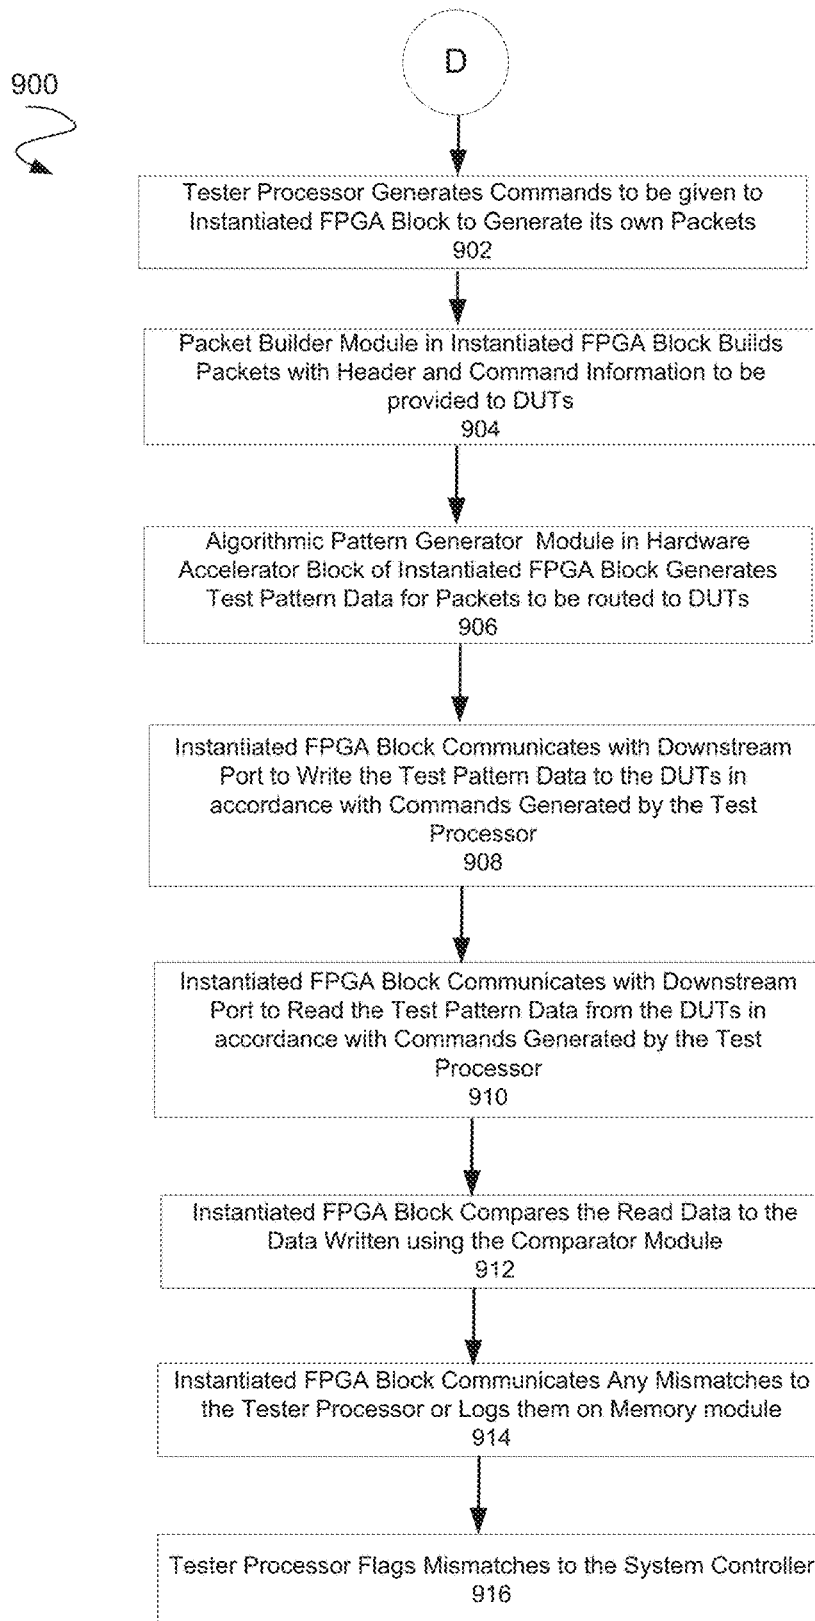 D
900
Tester Processor Generates Commands to be given to
Instantiated FPGA Block to Generate its own Packets
902
Packet Builder Module in Instantiated FPGA Block Builds
Packets with Header and Command Information to be
provided to DUTs
904
Algorithmic Pattern Generator Module in Hardware
Accelerator Block of Instantiated FPGA Block Generates
Test Pattern Data for Packets to be routed to DUTs
906
Instantiated FPGA Block Communicates with Downstream
Port to Write the Test Pattern Data to the DUTs in
accordance with Commands Generated by the Test
Processor
908
Instantiated FPGA Block Communicates with Downstream
Port to Read the Test Pattern Data from the DUTs in
accordance with Commands Generated by the Test
Processor
910
Instantiated FPGA Block Compares the Read Data to the
Data Written using the Comparator Module
912
Instantiated FPGA Block Communicates Any Mismatches to
the Tester Processor or Logs them on Memory module
914
Tester Processor Flags Mismatches to the System Controller
916